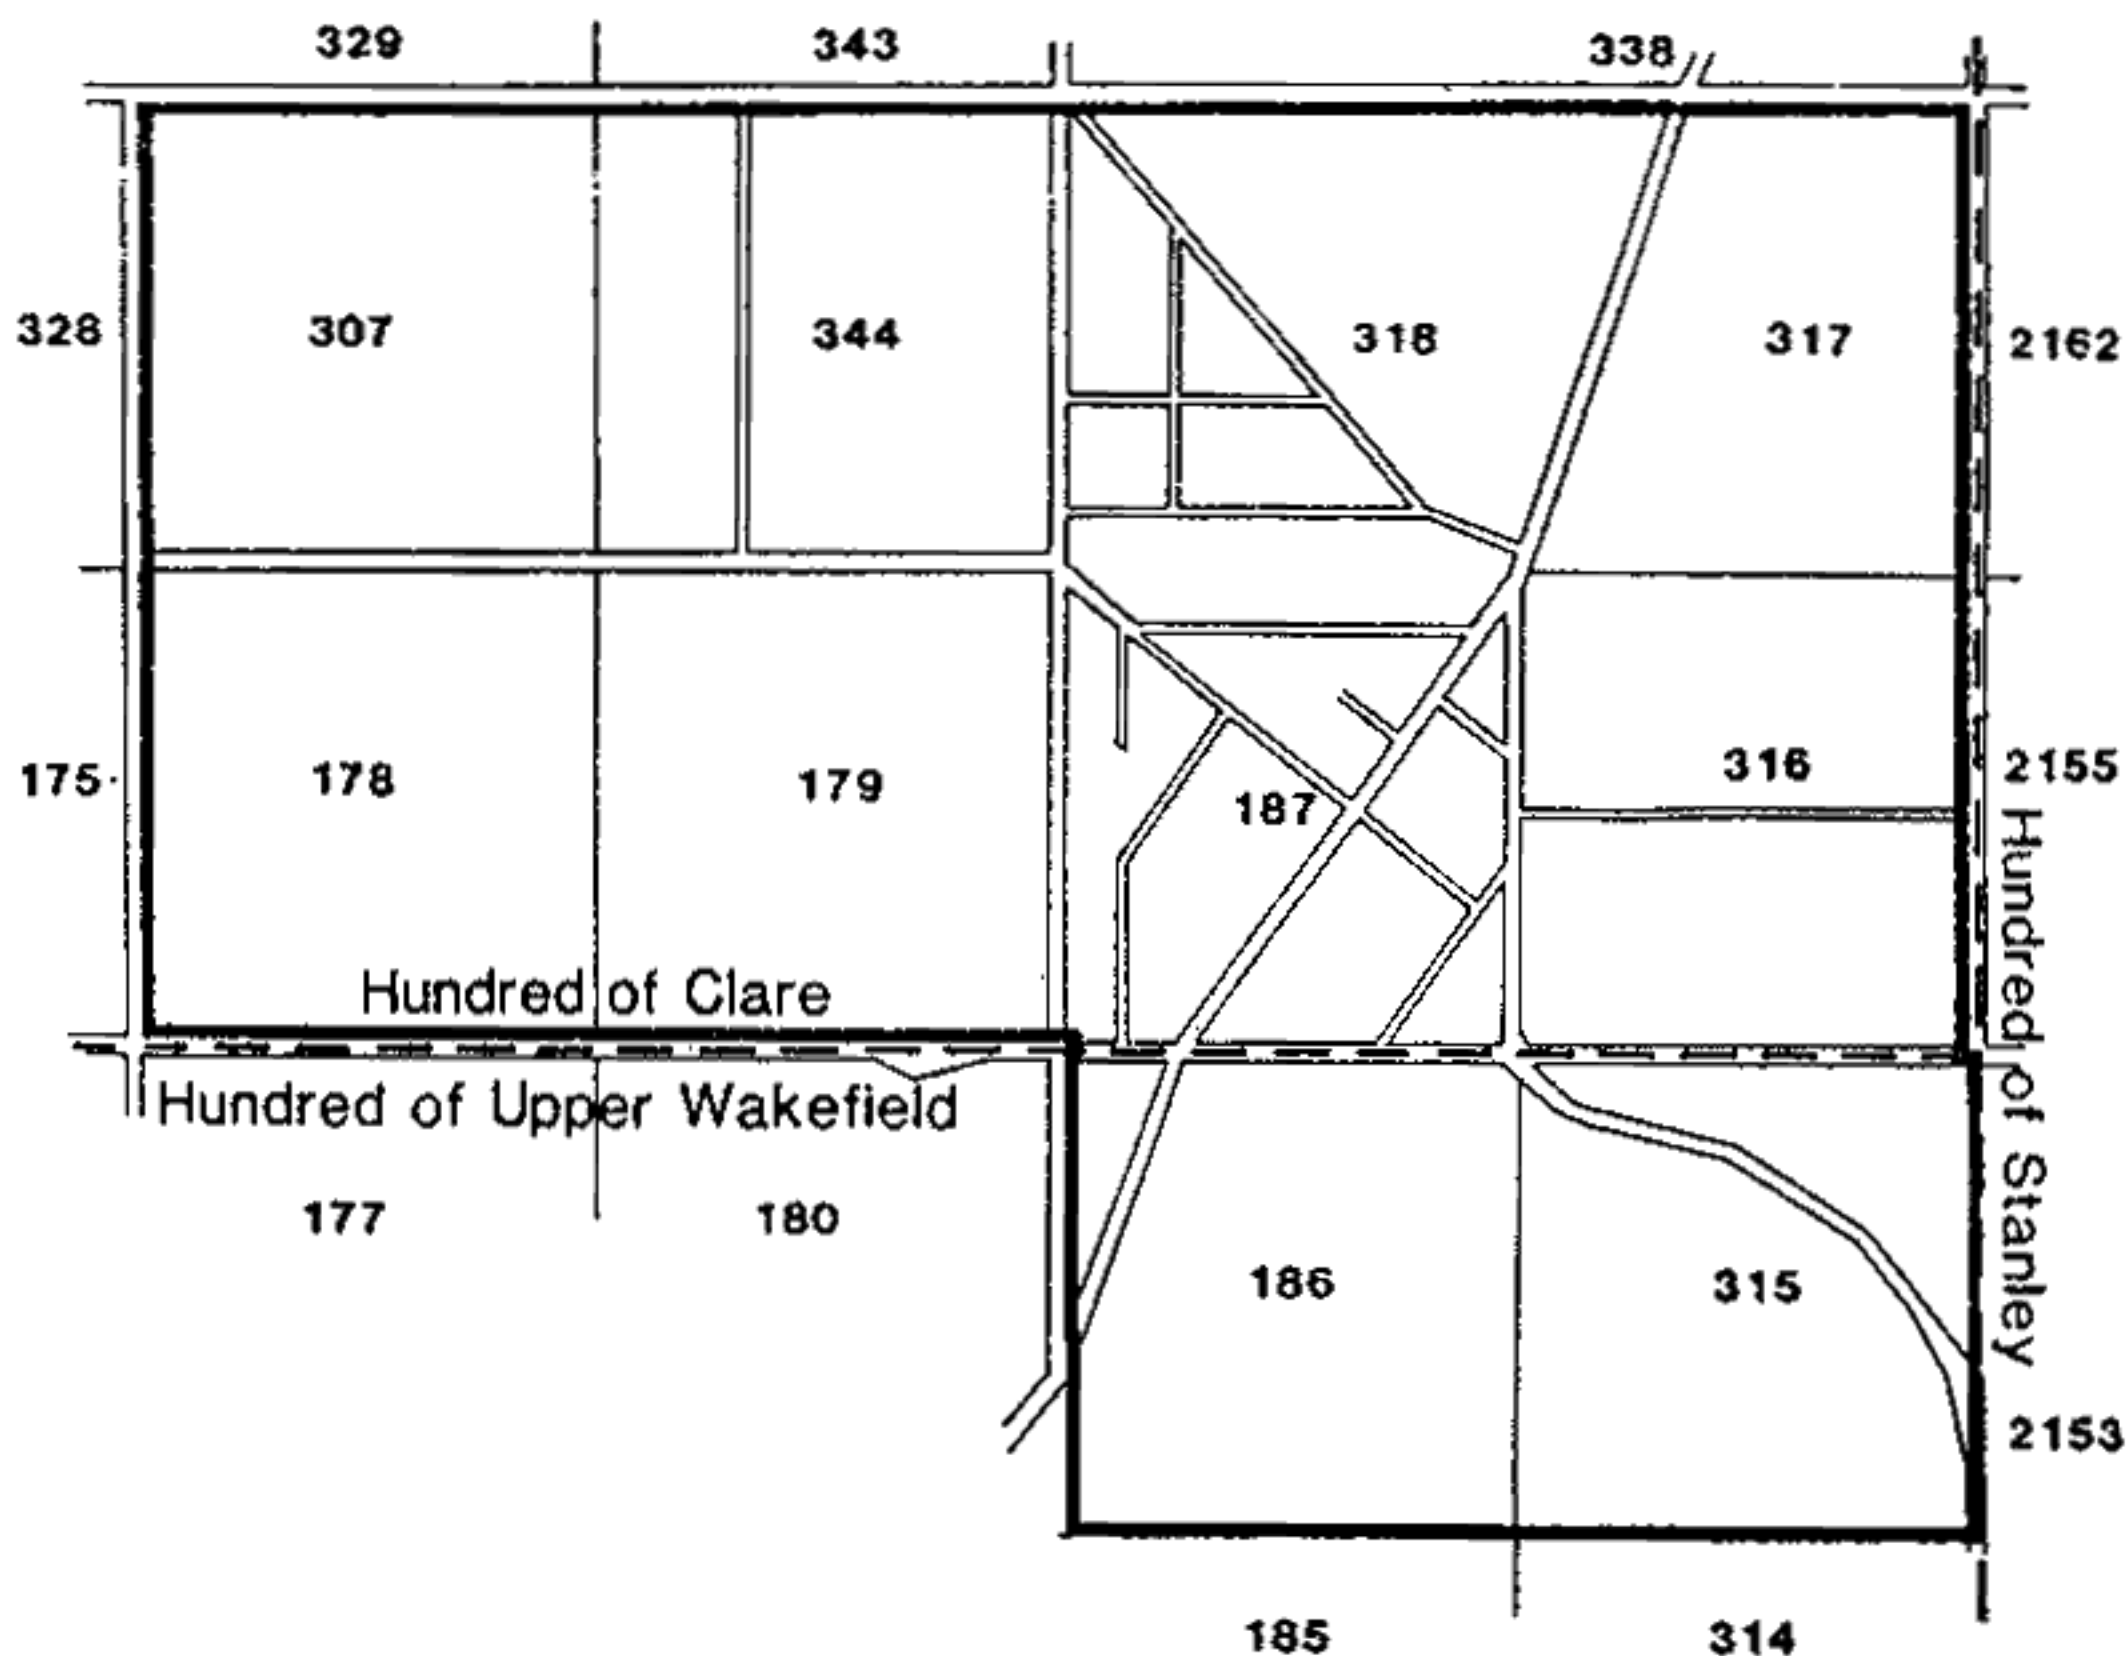 329 343 338
328 307 344 318 317 2162
175 178 179 187 316 2155
Hundred of Clare
Hundred of Upper Wakefield
Hundred of Stanley
177 180 186 315 2153
185 314